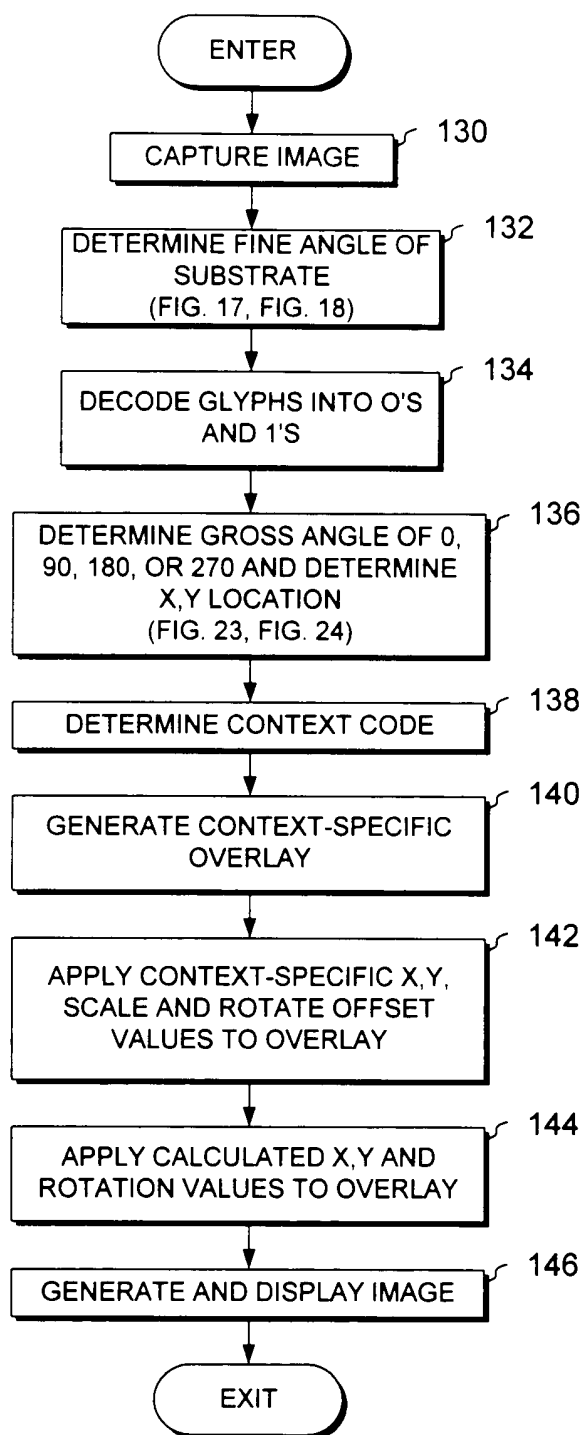 ENTER
130
CAPTURE IMAGE
132
DETERMINE FINE ANGLE OF
SUBSTRATE
(FIG. 17, FIG. 18)
134
DECODE GLYPHS INTO O'S
AND 1'S
136
DETERMINE GROSS ANGLE OF 0,
90, 180, OR 270 AND DETERMINE
X,Y LOCATION
(FIG. 23, FIG. 24)
138
DETERMINE CONTEXT CODE
140
GENERATE CONTEXT-SPECIFIC
OVERLAY
142
APPLY CONTEXT-SPECIFIC X,Y,
SCALE AND ROTATE OFFSET
VALUES TO OVERLAY
144
APPLY CALCULATED X,Y AND
ROTATION VALUES TO OVERLAY
146
GENERATE AND DISPLAY IMAGE
EXIT